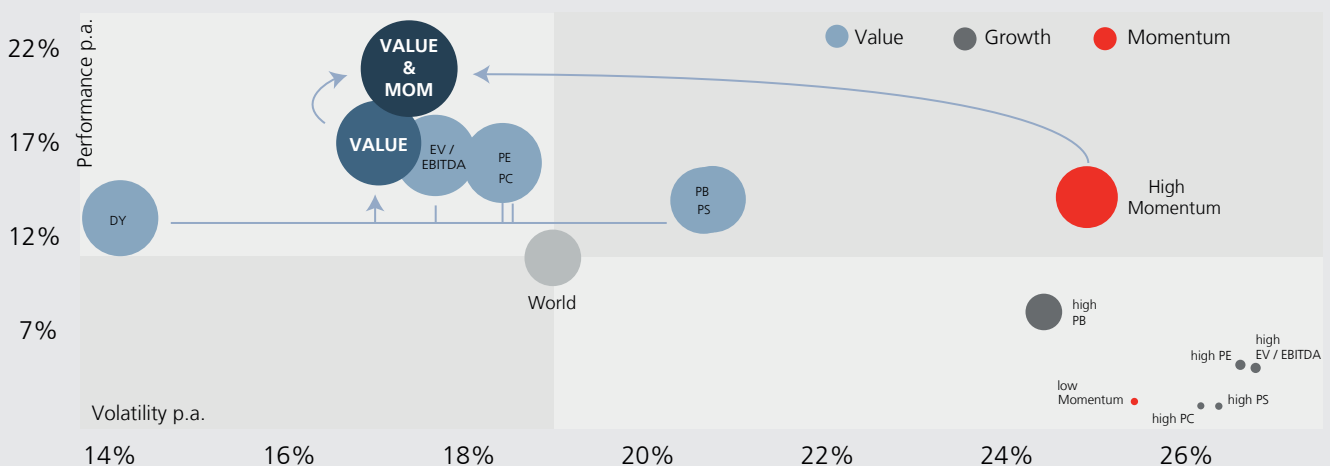 Performance p.a.
22%
17%
12%
7%
Value
Growth
Momentum
VALUE
&
MOM
VALUE
EV /
EBITDA
PE
PC
PB
PS
DY
High
Momentum
World
high
PB
high
EV / EBITDA
high PE
low
Momentum
high PS
high PC
Volatility p.a.
14%
16%
18%
20%
22%
24%
26%